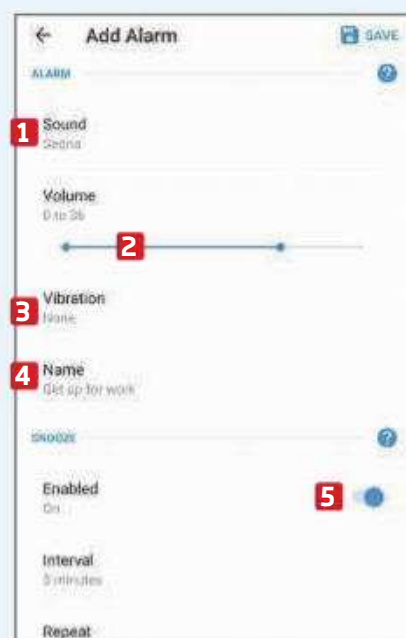 ← Add Alarm SAVE
ALARM ?
1 Sound
Sedna
Volume
0 to 36
2
3 Vibration
None
4 Name
Get up for work
SNOOZE ?
Enabled
On
5
Interval
5 minutes
Repeat